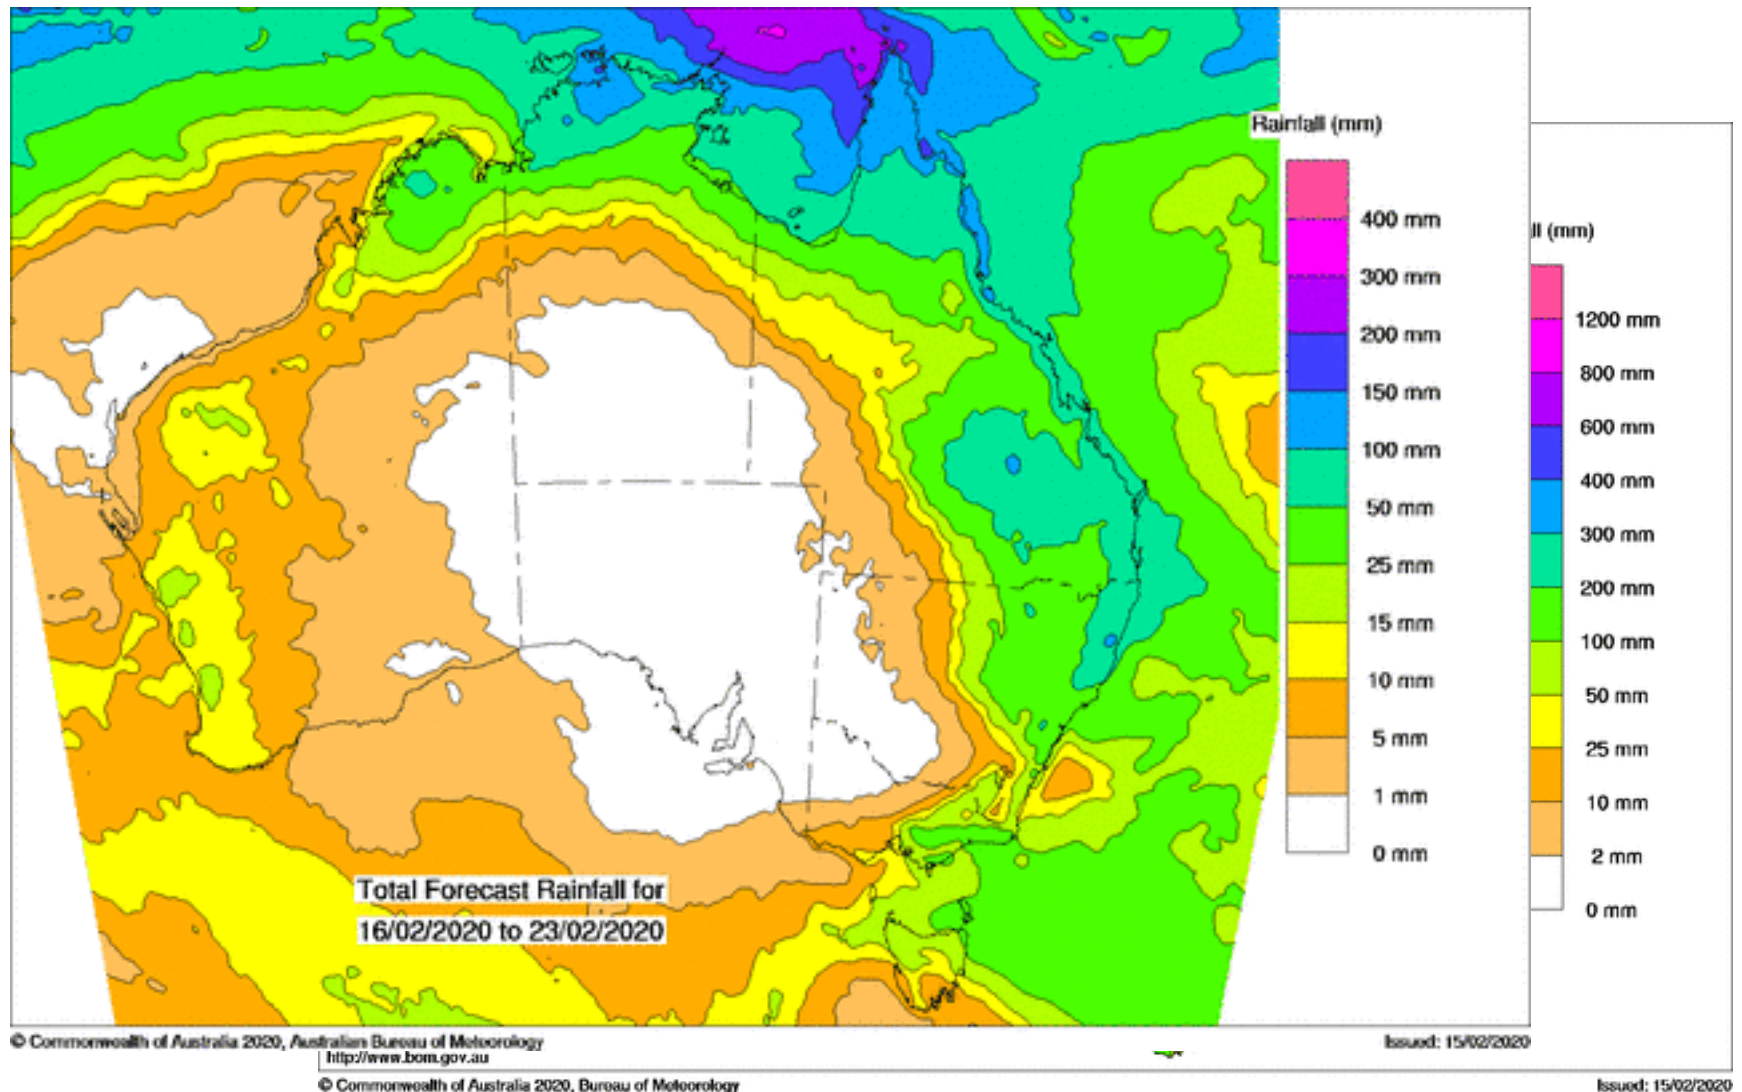 Rainfall (mm)
400 mm
300 mm
200 mm
150 mm
100 mm
50 mm
25 mm
15 mm
10 mm
5 mm
1 mm
0 mm
ll (mm)
1200 mm
800 mm
600 mm
400 mm
300 mm
200 mm
100 mm
50 mm
25 mm
10 mm
2 mm
0 mm
Total Forecast Rainfall for
16/02/2020 to 23/02/2020
© Commonwealth of Australia 2020, Australian Bureau of Meteorology
Issued: 15/02/2020
http://www.bom.gov.au
© Commonwealth of Australia 2020, Bureau of Meteorology
Issued: 15/02/2020